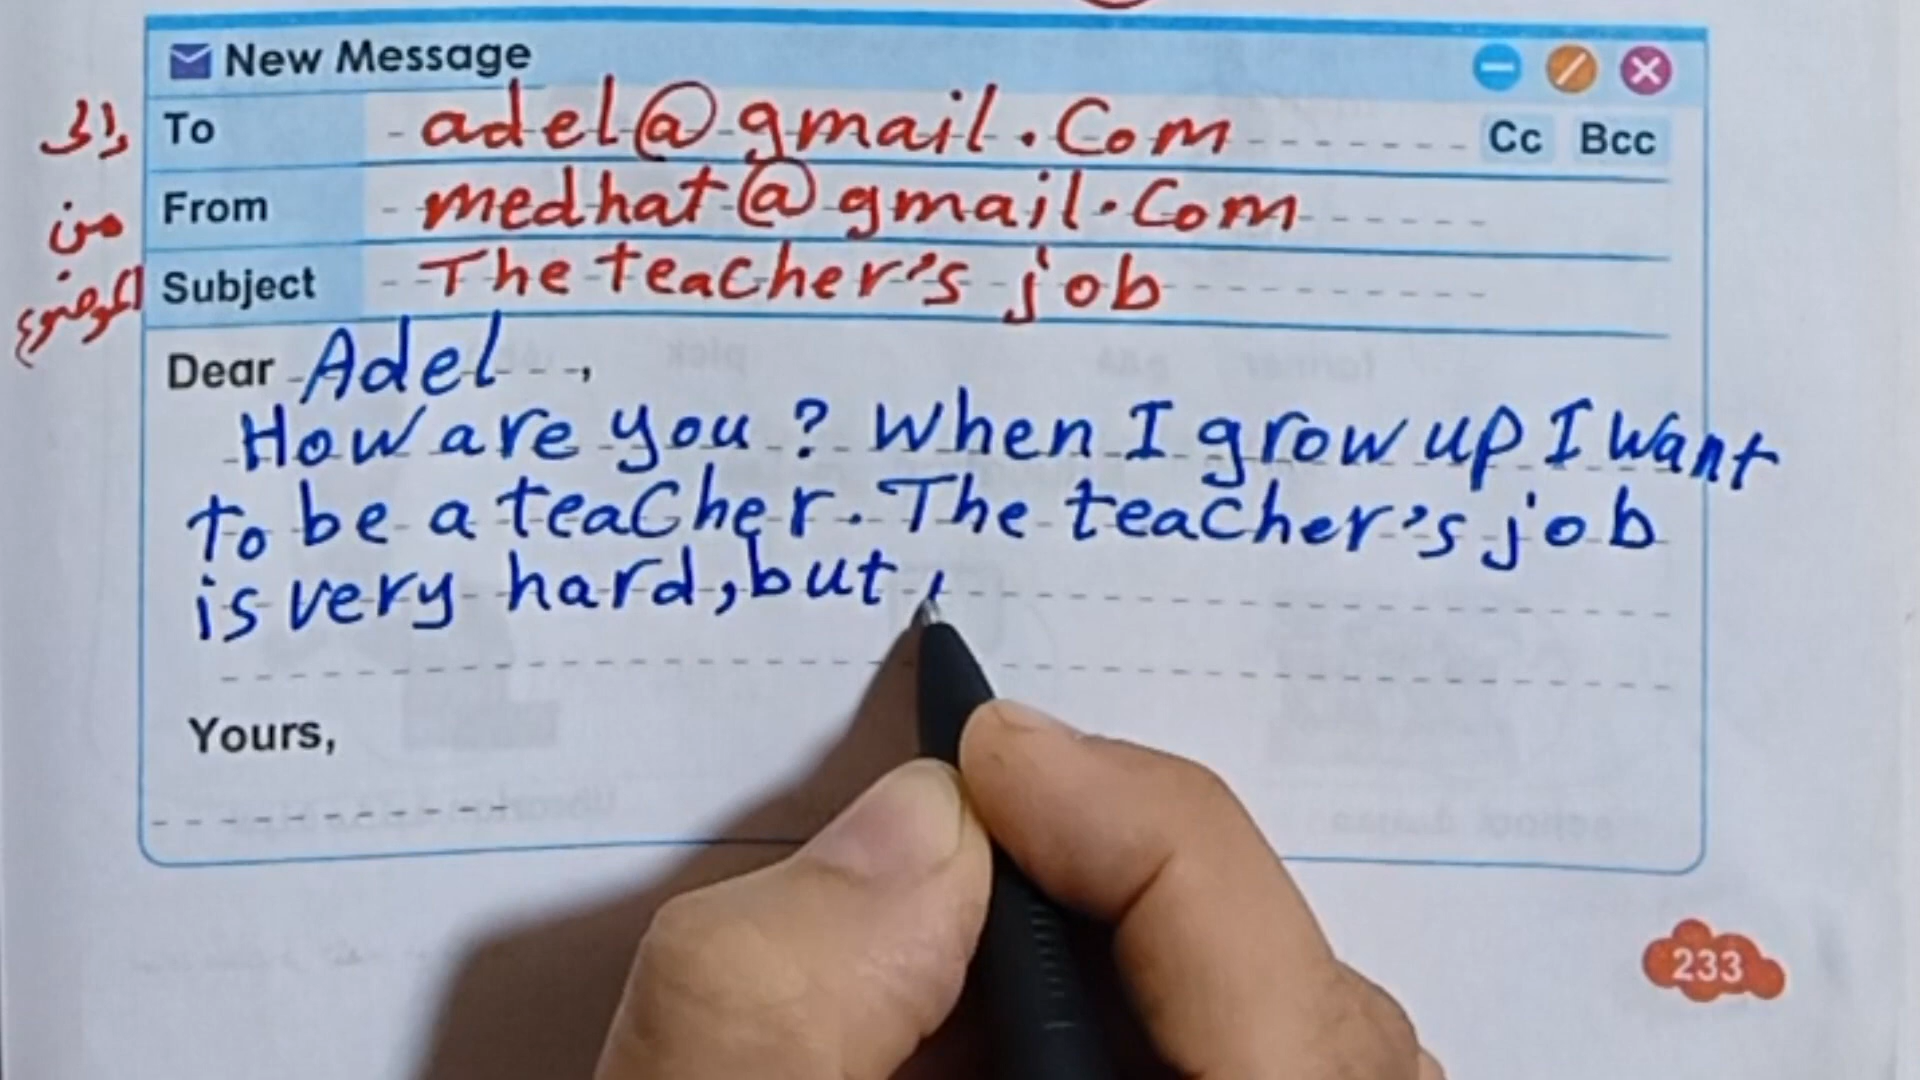 New Message
إلى To adel@gmail.Com Cc Bcc
من From medhat@gmail.Com
الموضوع Subject The teacher's job
Dear Adel,
How are you? When I grow up I want
to be a teacher. The teacher's job
is very hard, but
Yours,
233